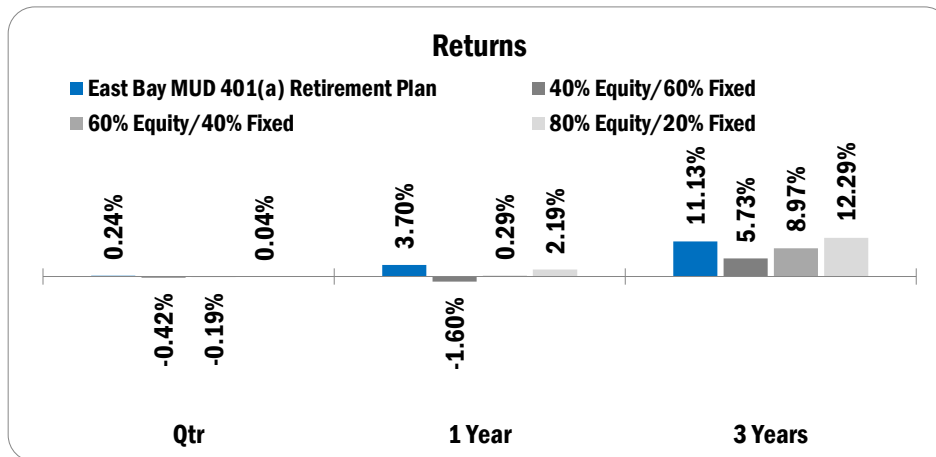 Returns
East Bay MUD 401(a) Retirement Plan
40% Equity/60% Fixed
60% Equity/40% Fixed
80% Equity/20% Fixed
0.24%
-0.42%
-0.19%
0.04%
3.70%
-1.60%
0.29%
2.19%
11.13%
5.73%
8.97%
12.29%
Qtr
1 Year
3 Years